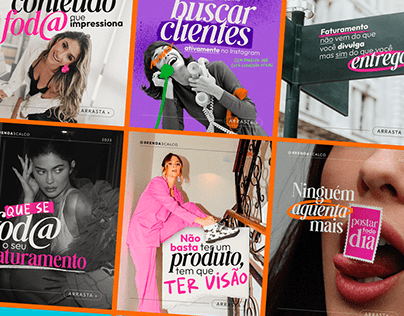 conteúdo
fod@ que
impressiona
ARRASTA >
buscar
clientes
ativamente no Instagram
ARRASTA
Faturamento
não vem do que
você divulga
mas sim do que você
entrega
ARRASTA >
2023
QUE SE
fod@
o seu
faturamento
ARRASTA >
@BRENDASCALCO
Não
basta ter um
produto,
tem que
TER VISÃO
ARRASTA >
Ninguém
aguenta
mais
postar
todo
dia